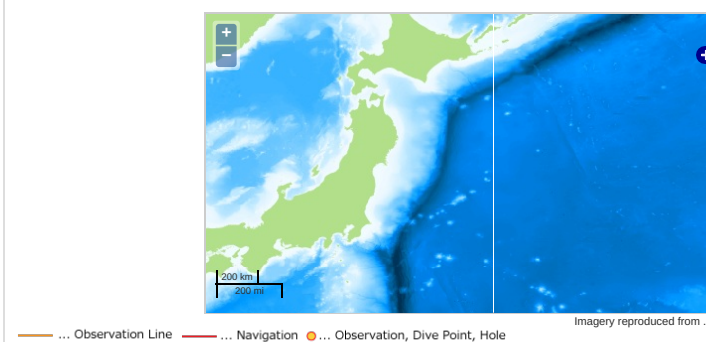 +
−
200 km
200 mi
Imagery reproduced from .
... Observation Line ... Navigation ... Observation, Dive Point, Hole